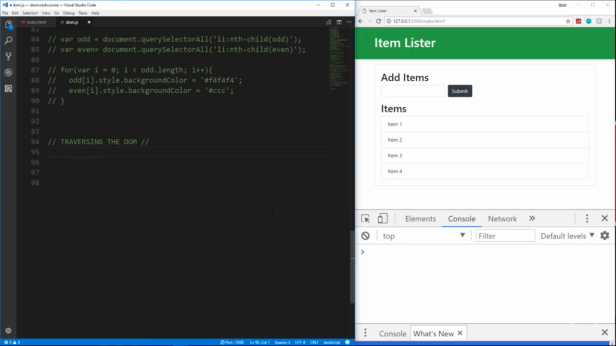 dom.js - domcrashcourse - Visual Studio Code
File Edit Selection View Go Debug Tasks Help
index.html
dom.js
84 // var odd = document.querySelectorAll('li:nth-child(odd)');
85 // var even= document.querySelectorAll('li:nth-child(even)');
86
87 // for(var i = 0; i < odd.length; i++){
88 //   odd[i].style.backgroundColor = '#f4f4f4';
89 //   even[i].style.backgroundColor = '#ccc';
90 // }
91
92
93
94 // TRAVERSING THE DOM //
95
96
97
98
Item Lister
127.0.0.1:5500/index.html?
Item Lister
Add Items
Submit
Items
Item 1
Item 2
Item 3
Item 4
Elements Console Network
top Filter Default levels
Console What's New
Port : 5500 Ln 95, Col 1 Spaces: 2 UTF-8 CRLF JavaScript